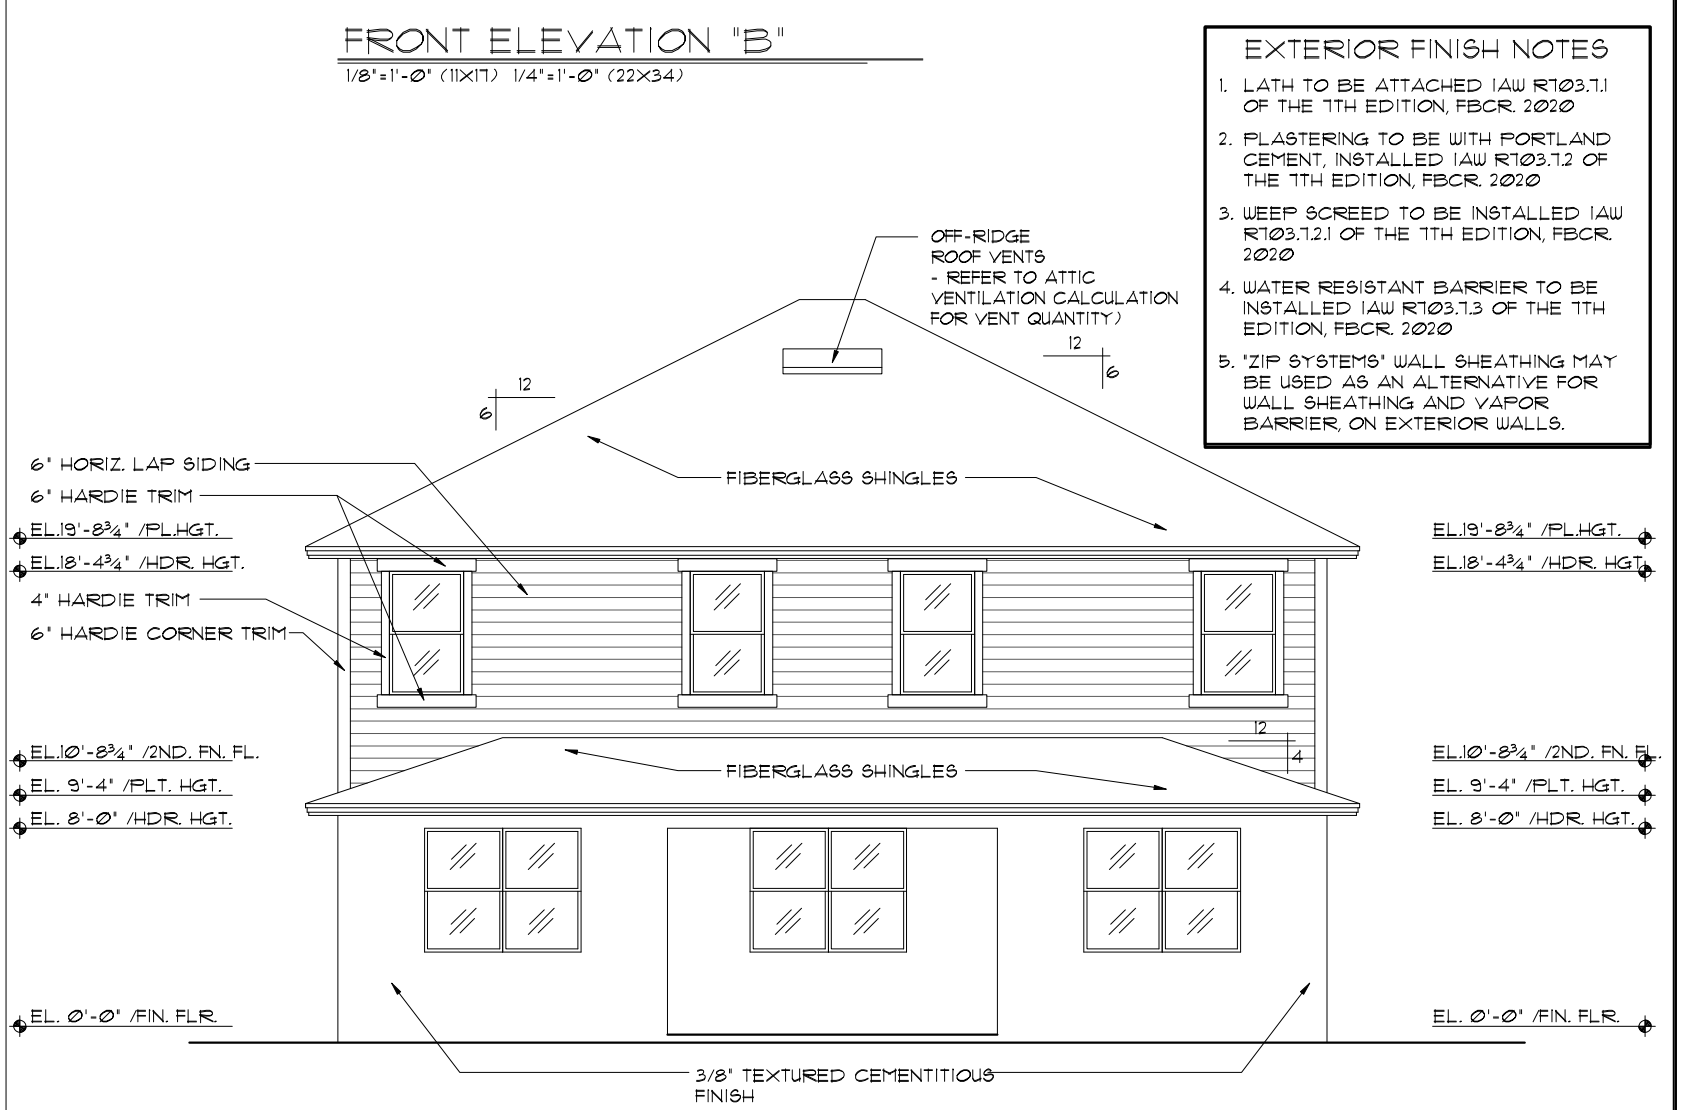 FRONT ELEVATION "B"
1/8"=1'-0" (11X17) 1/4"=1'-0" (22X34)
EXTERIOR FINISH NOTES
1. LATH TO BE ATTACHED IAW R703.7.1
OF THE 7TH EDITION, FBCR. 2020
2. PLASTERING TO BE WITH PORTLAND
CEMENT, INSTALLED IAW R703.7.2 OF
THE 7TH EDITION, FBCR. 2020
3. WEEP SCREED TO BE INSTALLED IAW
R703.7.2.1 OF THE 7TH EDITION, FBCR.
2020
4. WATER RESISTANT BARRIER TO BE
INSTALLED IAW R703.7.3 OF THE 7TH
EDITION, FBCR. 2020
5. "ZIP SYSTEMS" WALL SHEATHING MAY
BE USED AS AN ALTERNATIVE FOR
WALL SHEATHING AND VAPOR
BARRIER, ON EXTERIOR WALLS.
OFF-RIDGE
ROOF VENTS
- REFER TO ATTIC
VENTILATION CALCULATION
FOR VENT QUANTITY)
12
6
12
6
6" HORIZ. LAP SIDING
6" HARDIE TRIM
EL.19'-8¾" /PL.HGT.
EL.18'-4¾" /HDR. HGT.
4" HARDIE TRIM
6" HARDIE CORNER TRIM
EL.10'-8¾" /2ND. FN. FL.
EL. 9'-4" /PLT. HGT.
EL. 8'-0" /HDR. HGT.
EL. 0'-0" /FIN. FLR.
FIBERGLASS SHINGLES
12
4
FIBERGLASS SHINGLES
EL.19'-8¾" /PL.HGT.
EL.18'-4¾" /HDR. HGT.
EL.10'-8¾" /2ND. FN. FL.
EL. 9'-4" /PLT. HGT.
EL. 8'-0" /HDR. HGT.
EL. 0'-0" /FIN. FLR.
3/8" TEXTURED CEMENTITIOUS
FINISH